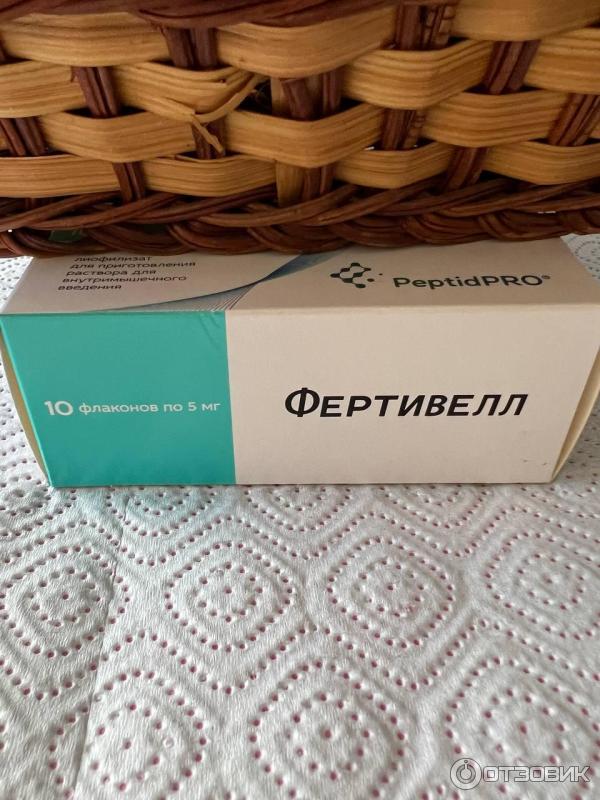 лиофилизат
для приготовления
раствора для
внутримышечного
введения
PeptidPRO®
10 флаконов по 5 мг
ФЕРТИВЕЛЛ
ОТЗОВИК